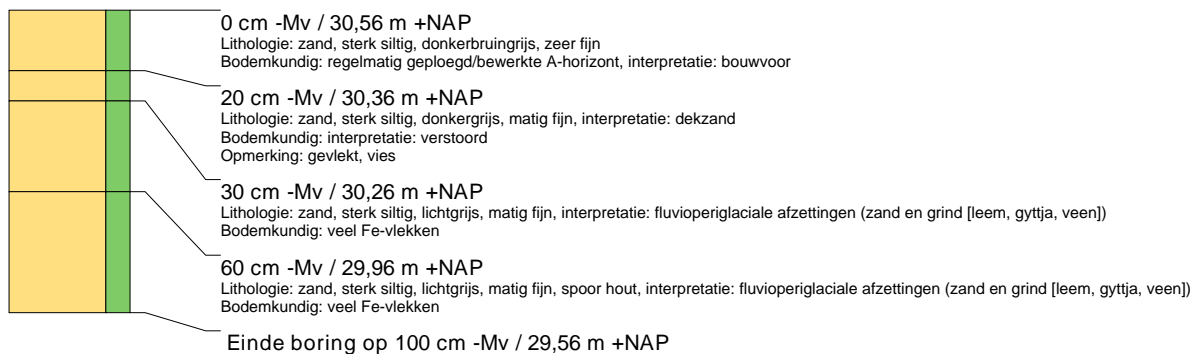 0 cm -Mv / 30,56 m +NAP
Lithologie: zand, sterk siltig, donkerbruingrijs, zeer fijn
Bodemkundig: regelmatig geploegd/bewerkte A-horizont, interpretatie: bouwvoor
20 cm -Mv / 30,36 m +NAP
Lithologie: zand, sterk siltig, donkergrijs, matig fijn, interpretatie: dekzand
Bodemkundig: interpretatie: verstoord
Opmerking: gevlekt, vies
30 cm -Mv / 30,26 m +NAP
Lithologie: zand, sterk siltig, lichtgrijs, matig fijn, interpretatie: fluvioperiglaciale afzettingen (zand en grind [leem, gyttja, veen])
Bodemkundig: veel Fe-vlekken
60 cm -Mv / 29,96 m +NAP
Lithologie: zand, sterk siltig, lichtgrijs, matig fijn, spoor hout, interpretatie: fluvioperiglaciale afzettingen (zand en grind [leem, gyttja, veen])
Bodemkundig: veel Fe-vlekken
Einde boring op 100 cm -Mv / 29,56 m +NAP